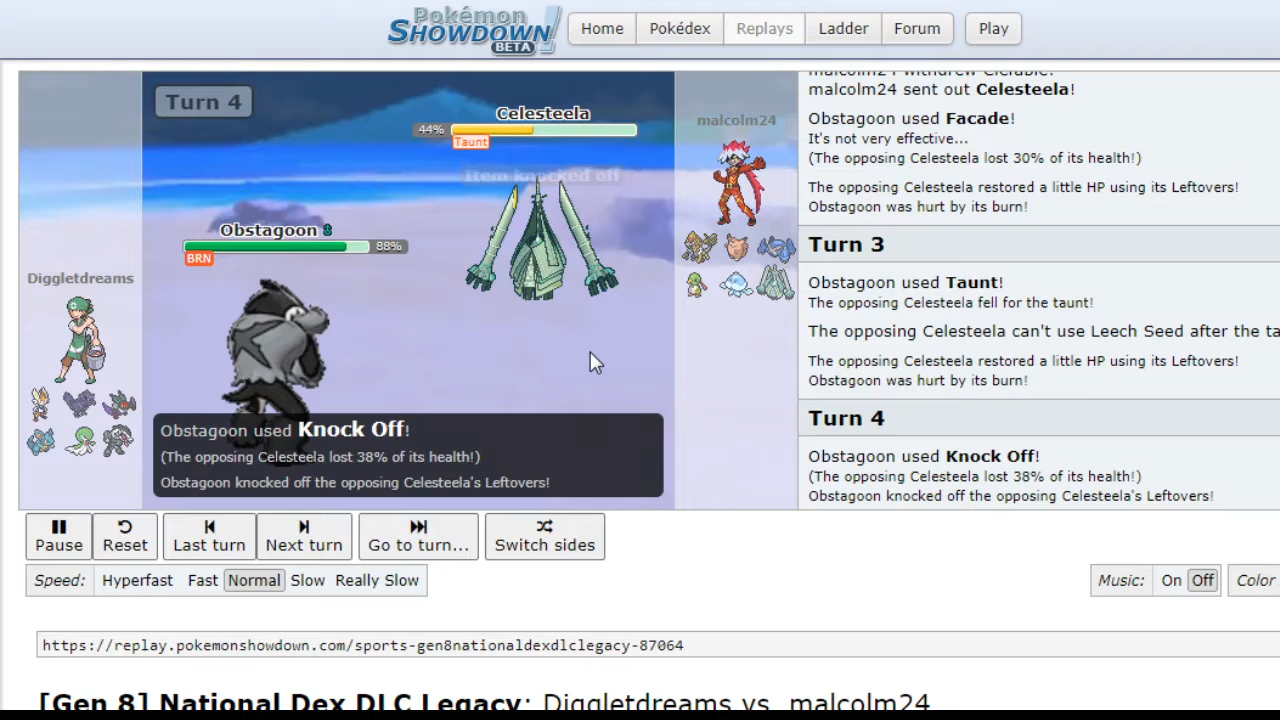 Pokémon
SHOWDOWN!
BETA
Home Pokédex Replays Ladder Forum Play
Turn 4
Celesteela
44%
Taunt
Item knocked off
Obstagoon
88%
BRN
Diggletdreams
malcolm24
Obstagoon used Knock Off!
(The opposing Celesteela lost 38% of its health!)
Obstagoon knocked off the opposing Celesteela's Leftovers!
malcolm24 withdrew Clefable!
malcolm24 sent out Celesteela!
Obstagoon used Facade!
It's not very effective...
(The opposing Celesteela lost 30% of its health!)
The opposing Celesteela restored a little HP using its Leftovers!
Obstagoon was hurt by its burn!
Turn 3
Obstagoon used Taunt!
The opposing Celesteela fell for the taunt!
The opposing Celesteela can't use Leech Seed after the ta
The opposing Celesteela restored a little HP using its Leftovers!
Obstagoon was hurt by its burn!
Turn 4
Obstagoon used Knock Off!
(The opposing Celesteela lost 38% of its health!)
Obstagoon knocked off the opposing Celesteela's Leftovers!
Pause Reset Last turn Next turn Go to turn... Switch sides
Speed: Hyperfast Fast Normal Slow Really Slow
Music: On Off Color
https://replay.pokemonshowdown.com/sports-gen8nationaldexdlclegacy-87064
[Gen 8] National Dex DLC Legacy: Diggletdreams vs. malcolm24